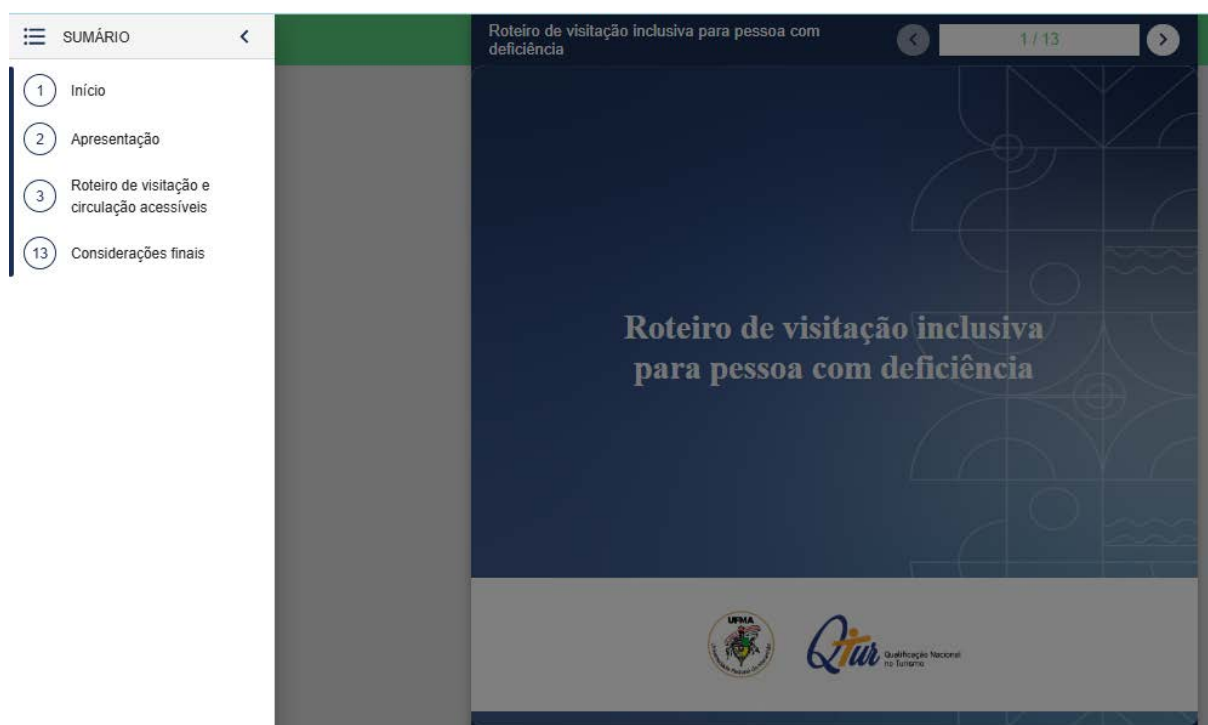 SUMÁRIO
1 Início
2 Apresentação
3 Roteiro de visitação e
circulação acessíveis
13 Considerações finais
Roteiro de visitação inclusiva para pessoa com
deficiência
1 / 13
Roteiro de visitação inclusiva
para pessoa com deficiência
UFMA
QTur Qualificação Nacional
no Turismo